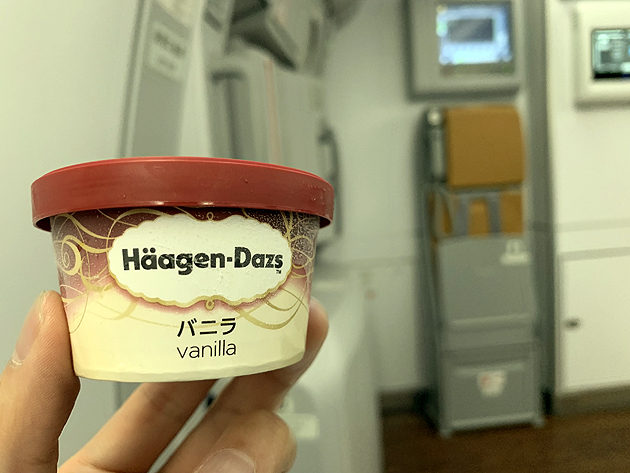 Häagen-Dazs
バニラ
vanilla